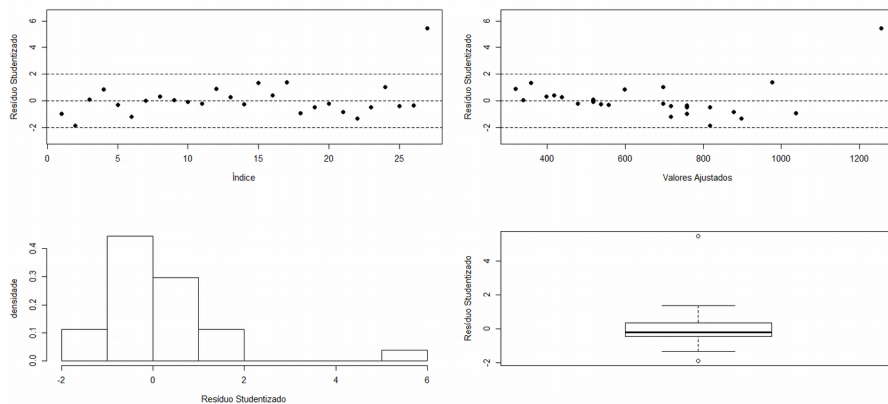 Resíduo Studentizado
6
4
2
0
-2
0 5 10 15 20 25
Índice
Resíduo Studentizado
6
4
2
0
-2
400 600 800 1000 1200
Valores Ajustados
densidade
0.4
0.3
0.2
0.1
0.0
-2 0 2 4 6
Resíduo Studentizado
Resíduo Studentizado
4
2
0
-2